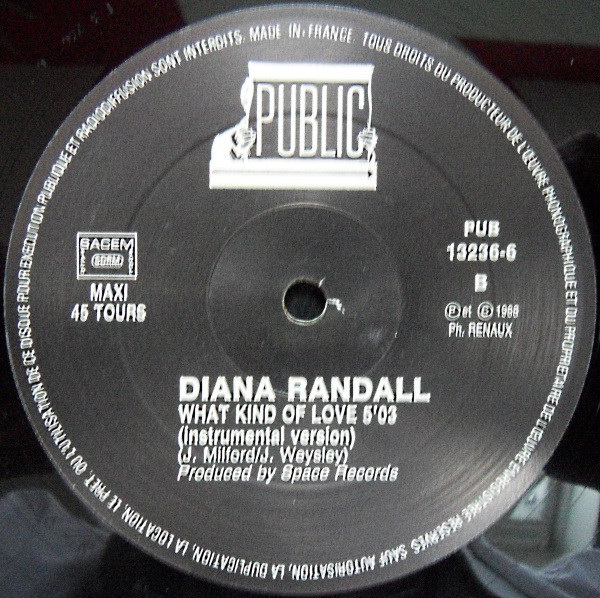 TOUS DROITS DU PRODUCTEUR DE L'ŒUVRE PHONOGRAPHIQUE ET DU PROPRIETAIRE DE L'ŒUVRE ENREGISTREE RESERVES. SAUF AUTORISATION, LA DUPLICATION, LA LOCATION, LE PRET, OU L'UTILISATION DE CE DISQUE POUR EXECUTION PUBLIQUE ET RADIODIFFUSION SONT INTERDITS. MADE IN FRANCE.
PUBLIC
SACEM
SDRM
MAXI
45 TOURS
PUB
13236-6
B
Ⓟ et © 1988
Ph. RENAUX
DIANA RANDALL
WHAT KIND OF LOVE 5'03
(instrumental version)
(J. Milford/J. Weysley)
Produced by Space Records